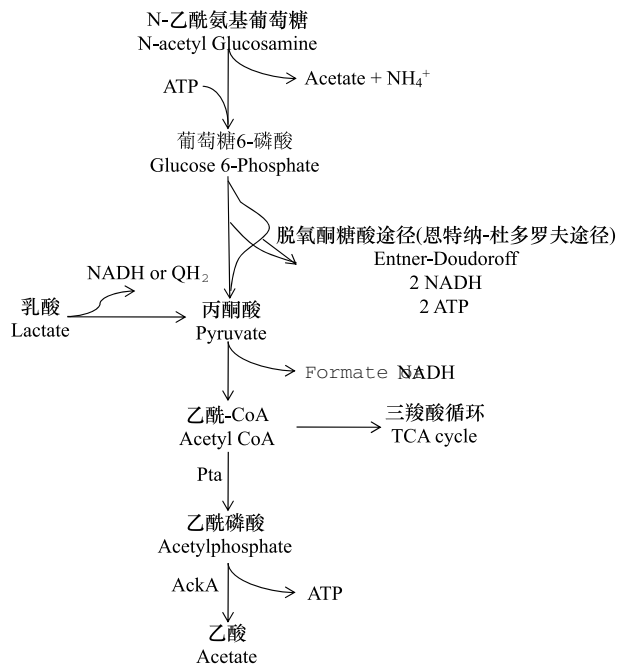 N-乙酰氨基葡萄糖
N-acetyl Glucosamine
Acetate + NH₄⁺
ATP
葡萄糖6-磷酸
Glucose 6-Phosphate
脱氧酮糖酸途径(恩特纳-杜多罗夫途径)
Entner-Doudoroff
2 NADH
2 ATP
NADH or QH₂
乳酸
Lactate
丙酮酸
Pyruvate
Formate or NADH
乙酰-CoA
Acetyl CoA
三羧酸循环
TCA cycle
Pta
乙酰磷酸
Acetylphosphate
AckA
ATP
乙酸
Acetate